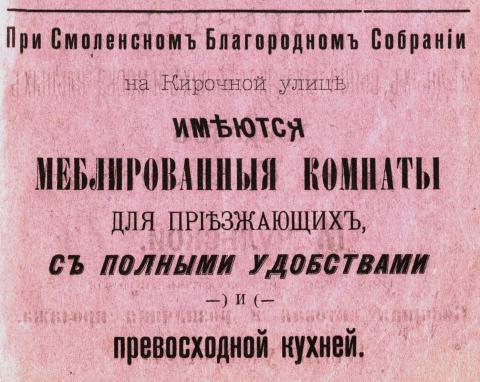 При Смоленскомъ Благородномъ Собраніи
на Кирочной улицѣ
ИМѢЮТСЯ
МЕБЛИРОВАННЫЯ КОМНАТЫ
ДЛЯ ПРІѢЗЖАЮЩИХЪ,
СЪ ПОЛНЫМИ УДОБСТВАМИ
—) И (—
превосходной кухней.